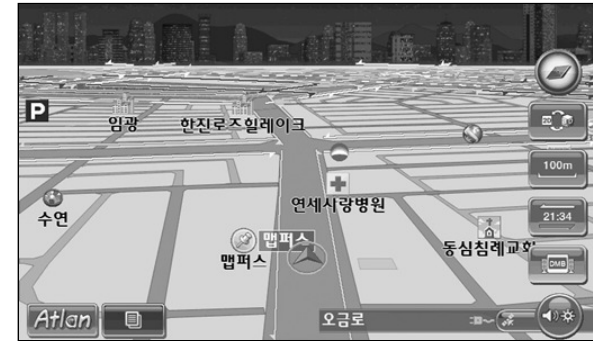 P
임광
한진로즈힐레이크
2D
100m
연세사랑병원
수연
21:34
맵퍼스
맵퍼스
동심침례교회
DMB
Atlan
오금로